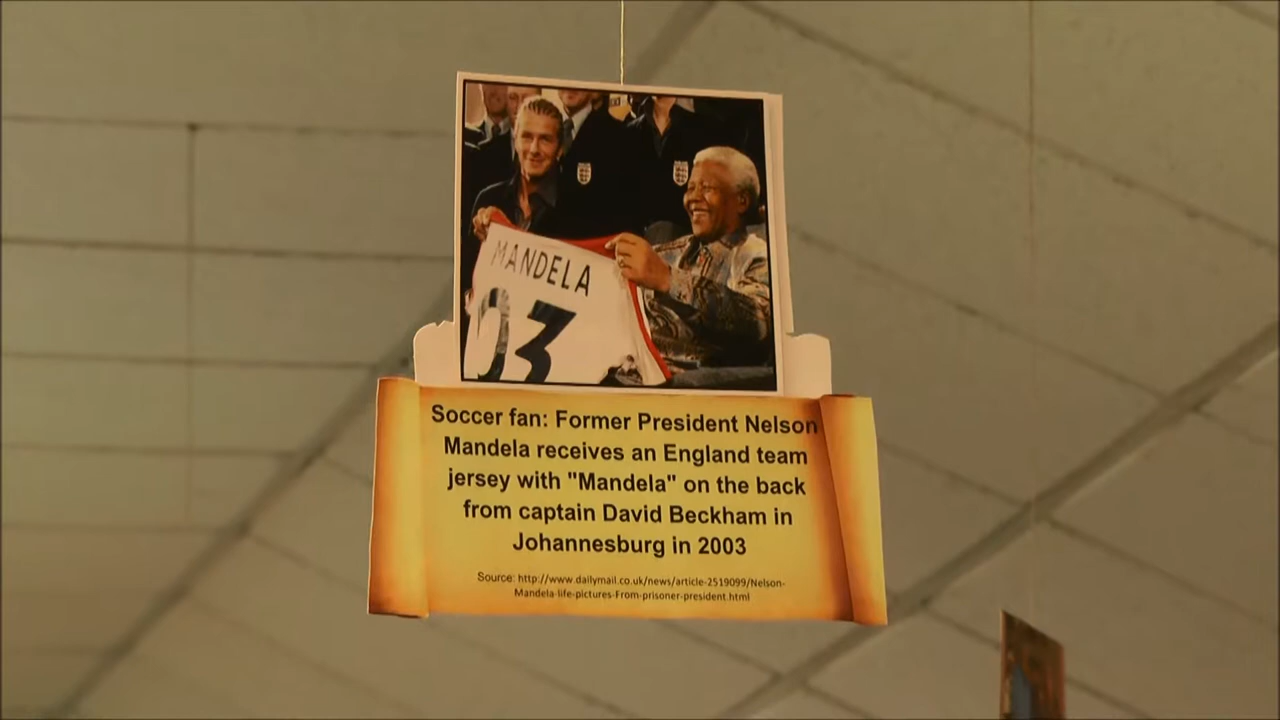 MANDELA
03
Soccer fan: Former President Nelson
Mandela receives an England team
jersey with "Mandela" on the back
from captain David Beckham in
Johannesburg in 2003
Source: http://www.dailymail.co.uk/news/article-2519099/Nelson-
Mandela-life-pictures-From-prisoner-president.html